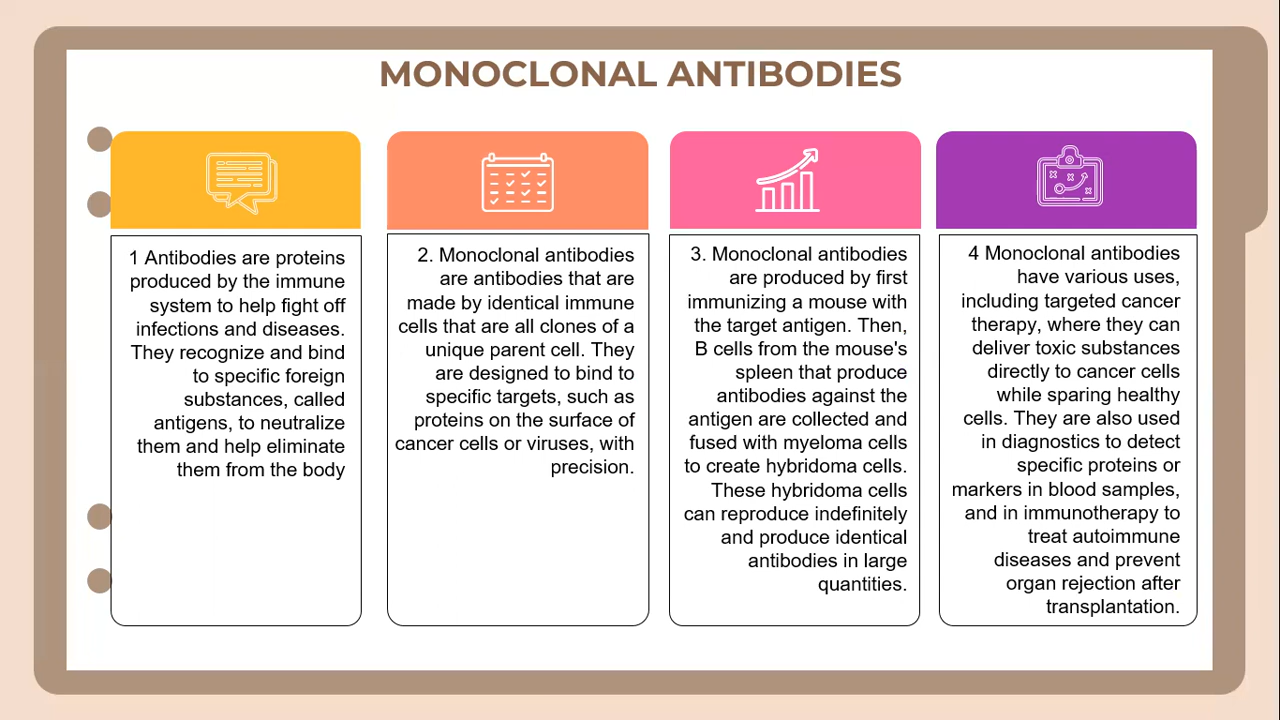 MONOCLONAL ANTIBODIES
1 Antibodies are proteins
produced by the immune
system to help fight off
infections and diseases.
They recognize and bind
to specific foreign
substances, called
antigens, to neutralize
them and help eliminate
them from the body
2. Monoclonal antibodies
are antibodies that are
made by identical immune
cells that are all clones of a
unique parent cell. They
are designed to bind to
specific targets, such as
proteins on the surface of
cancer cells or viruses, with
precision.
3. Monoclonal antibodies
are produced by first
immunizing a mouse with
the target antigen. Then,
B cells from the mouse's
spleen that produce
antibodies against the
antigen are collected and
fused with myeloma cells
to create hybridoma cells.
These hybridoma cells
can reproduce indefinitely
and produce identical
antibodies in large
quantities.
4 Monoclonal antibodies
have various uses,
including targeted cancer
therapy, where they can
deliver toxic substances
directly to cancer cells
while sparing healthy
cells. They are also used
in diagnostics to detect
specific proteins or
markers in blood samples,
and in immunotherapy to
treat autoimmune
diseases and prevent
organ rejection after
transplantation.